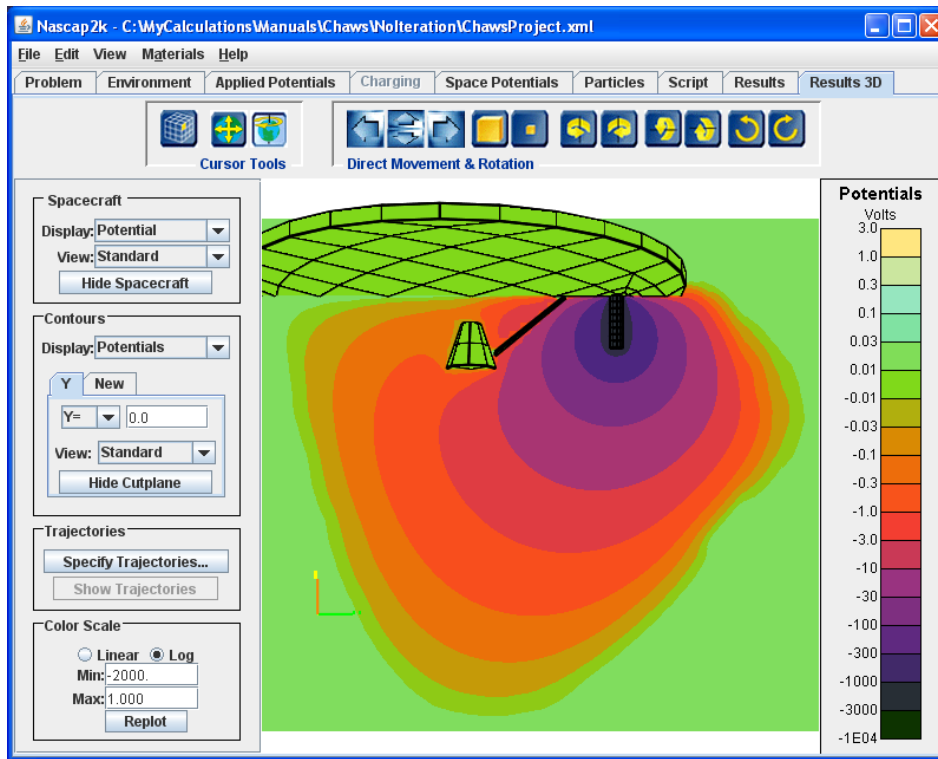 Nascap2k - C:\MyCalculations\Manuals\Chaws\NoIteration\ChawsProject.xml
File Edit View Materials Help
Problem Environment Applied Potentials Charging Space Potentials Particles Script Results Results 3D
Cursor Tools
Direct Movement & Rotation
Spacecraft
Display: Potential
View: Standard
Hide Spacecraft
Contours
Display: Potentials
Y New
Y= 0.0
View: Standard
Hide Cutplane
Trajectories
Specify Trajectories...
Show Trajectories
Color Scale
Linear Log
Min: -2000.
Max: 1.000
Replot
Potentials
Volts
3.0
1.0
0.3
0.1
0.03
0.01
-0.01
-0.03
-0.1
-0.3
-1.0
-3.0
-10
-30
-100
-300
-1000
-3000
-1E04